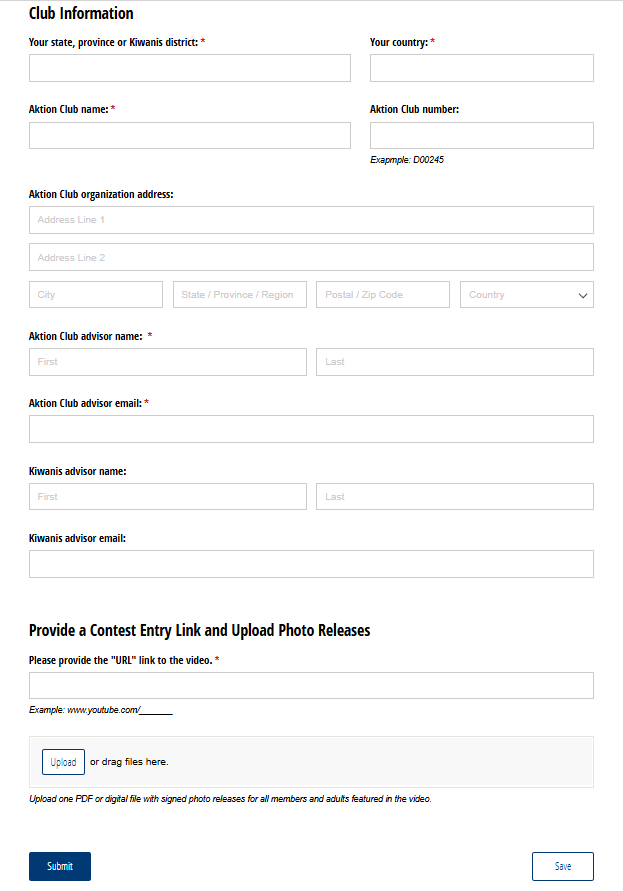 Club Information
Your state, province or Kiwanis district: * Your country: *
Aktion Club name: * Aktion Club number:
Exapmple: D00245
Aktion Club organization address:
Address Line 1
Address Line 2
City State / Province / Region Postal / Zip Code Country
Aktion Club advisor name: *
First Last
Aktion Club advisor email: *
Kiwanis advisor name:
First Last
Kiwanis advisor email:
Provide a Contest Entry Link and Upload Photo Releases
Please provide the "URL" link to the video. *
Example: www.youtube.com/_______
Upload or drag files here.
Upload one PDF or digital file with signed photo releases for all members and adults featured in the video.
Submit Save